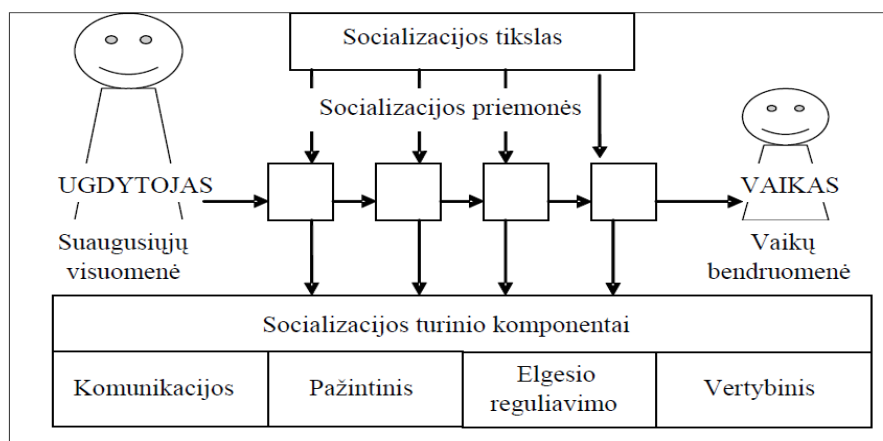 Socializacijos tikslas
Socializacijos priemonės
UGDYTOJAS
VAIKAS
Suaugusiųjų
visuomenė
Vaikų
bendruomenė
Socializacijos turinio komponentai
Komunikacijos
Pažintinis
Elgesio
reguliavimo
Vertybinis